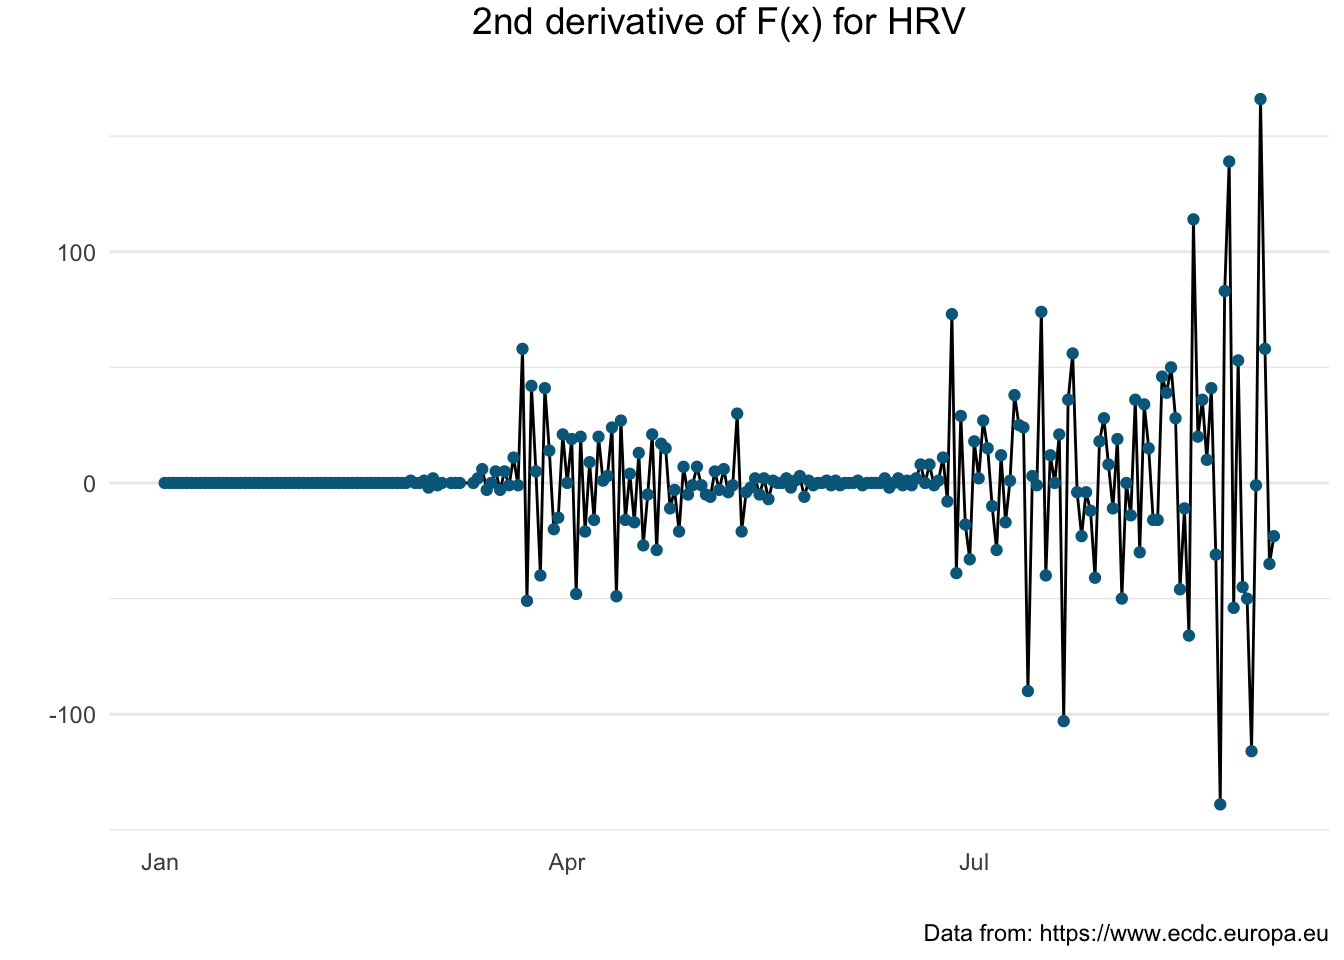 2nd derivative of F(x) for HRV
100
0
-100
Jan Apr Jul
Data from: https://www.ecdc.europa.eu